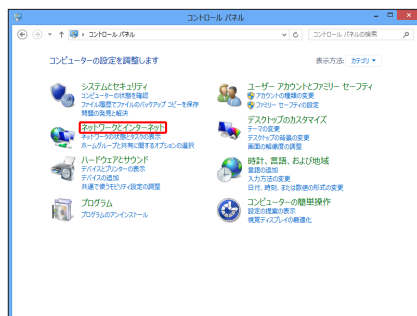 コントロール パネル
コントロール パネル
コントロール パネルの検索
コンピューターの設定を調整します
表示方法: カテゴリ
システムとセキュリティ
コンピューターの状態を確認
ファイル履歴でファイルのバックアップ コピーを保存
問題の発見と解決
ネットワークとインターネット
ネットワークの状態とタスクの表示
ホームグループと共有に関するオプションの選択
ハードウェアとサウンド
デバイスとプリンターの表示
デバイスの追加
共通で使うモビリティ設定の調整
プログラム
プログラムのアンインストール
ユーザー アカウントとファミリー セーフティ
アカウントの種類の変更
ファミリー セーフティの設定
デスクトップのカスタマイズ
テーマの変更
デスクトップの背景の変更
画面の解像度の調整
時計、言語、および地域
言語の追加
入力方法の変更
日付、時刻、または数値の形式の変更
コンピューターの簡単操作
設定の提案の表示
視覚ディスプレイの最適化